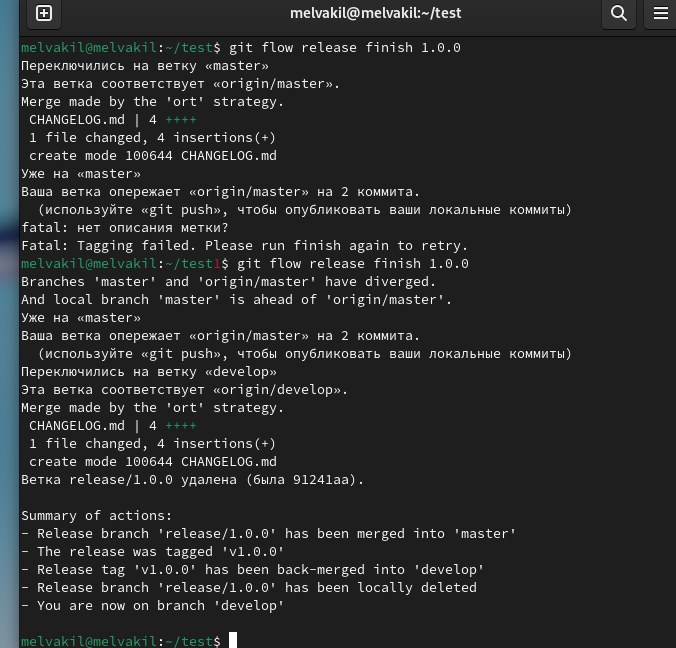 melvakil@melvakil:~/test
melvakil@melvakil:~/test$ git flow release finish 1.0.0
Переключились на ветку «master»
Эта ветка соответствует «origin/master».
Merge made by the 'ort' strategy.
 CHANGELOG.md | 4 ++++
 1 file changed, 4 insertions(+)
 create mode 100644 CHANGELOG.md
Уже на «master»
Ваша ветка опережает «origin/master» на 2 коммита.
  (используйте «git push», чтобы опубликовать ваши локальные коммиты)
fatal: нет описания метки?
Fatal: Tagging failed. Please run finish again to retry.
melvakil@melvakil:~/test1$ git flow release finish 1.0.0
Branches 'master' and 'origin/master' have diverged.
And local branch 'master' is ahead of 'origin/master'.
Уже на «master»
Ваша ветка опережает «origin/master» на 2 коммита.
  (используйте «git push», чтобы опубликовать ваши локальные коммиты)
Переключились на ветку «develop»
Эта ветка соответствует «origin/develop».
Merge made by the 'ort' strategy.
 CHANGELOG.md | 4 ++++
 1 file changed, 4 insertions(+)
 create mode 100644 CHANGELOG.md
Ветка release/1.0.0 удалена (была 91241aa).
Summary of actions:
- Release branch 'release/1.0.0' has been merged into 'master'
- The release was tagged 'v1.0.0'
- Release tag 'v1.0.0' has been back-merged into 'develop'
- Release branch 'release/1.0.0' has been locally deleted
- You are now on branch 'develop'
melvakil@melvakil:~/test$